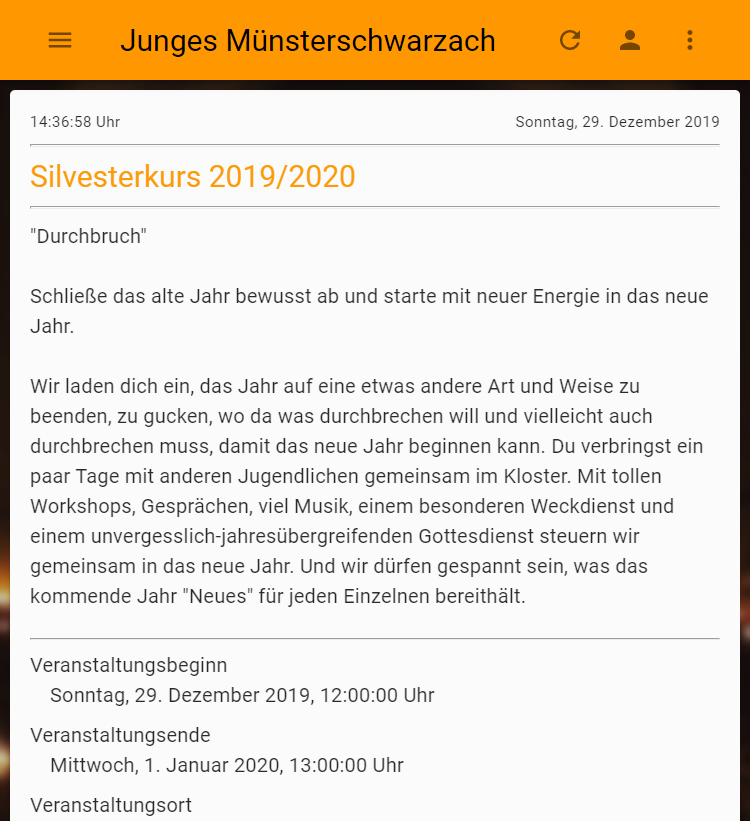 Junges Münsterschwarzach
14:36:58 Uhr
Sonntag, 29. Dezember 2019
Silvesterkurs 2019/2020
"Durchbruch"
Schließe das alte Jahr bewusst ab und starte mit neuer Energie in das neue
Jahr.
Wir laden dich ein, das Jahr auf eine etwas andere Art und Weise zu
beenden, zu gucken, wo da was durchbrechen will und vielleicht auch
durchbrechen muss, damit das neue Jahr beginnen kann. Du verbringst ein
paar Tage mit anderen Jugendlichen gemeinsam im Kloster. Mit tollen
Workshops, Gesprächen, viel Musik, einem besonderen Weckdienst und
einem unvergesslich-jahresübergreifenden Gottesdienst steuern wir
gemeinsam in das neue Jahr. Und wir dürfen gespannt sein, was das
kommende Jahr "Neues" für jeden Einzelnen bereithält.
Veranstaltungsbeginn
Sonntag, 29. Dezember 2019, 12:00:00 Uhr
Veranstaltungsende
Mittwoch, 1. Januar 2020, 13:00:00 Uhr
Veranstaltungsort